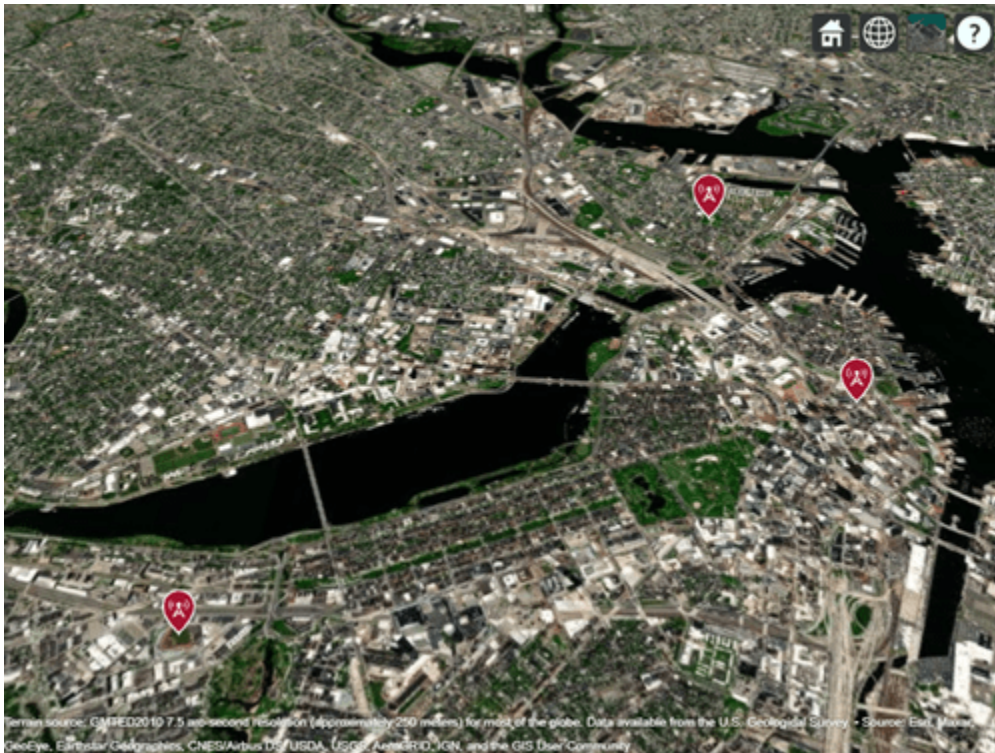 ?
Terrain source: GMTED2010 7.5 arc-second resolution (approximately 250 meters) for most of the globe. Data available from the U.S. Geological Survey. • Source: Esri, Maxar,
GeoEye, Earthstar Geographics, CNES/Airbus DS, USDA, USGS, AeroGRID, IGN, and the GIS User Community